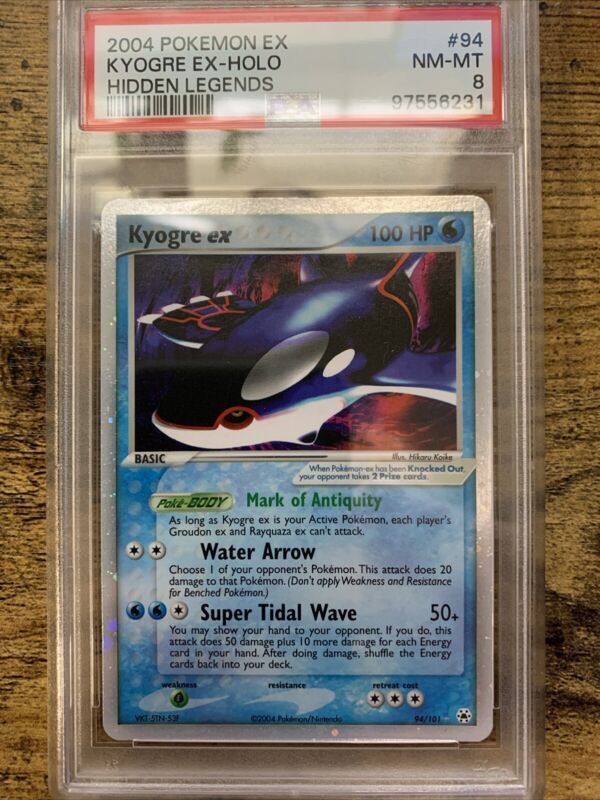 2004 POKEMON EX #94
KYOGRE EX-HOLO NM-MT
HIDDEN LEGENDS 8
97556231
Kyogre ex 100 HP
BASIC
Illus. Hikaru Koike
When Pokémon-ex has been Knocked Out,
your opponent takes 2 Prize cards.
Poké-BODY Mark of Antiquity
As long as Kyogre ex is your Active Pokémon, each player's
Groudon ex and Rayquaza ex can't attack.
Water Arrow
Choose 1 of your opponent's Pokémon. This attack does 20
damage to that Pokémon. (Don't apply Weakness and Resistance
for Benched Pokémon.)
Super Tidal Wave 50+
You may show your hand to your opponent. If you do, this
attack does 50 damage plus 10 more damage for each Energy
card in your hand. After doing damage, shuffle the Energy
cards back into your deck.
weakness resistance retreat cost
VKT-5TN-53F ©2004 Pokémon/Nintendo 94/101